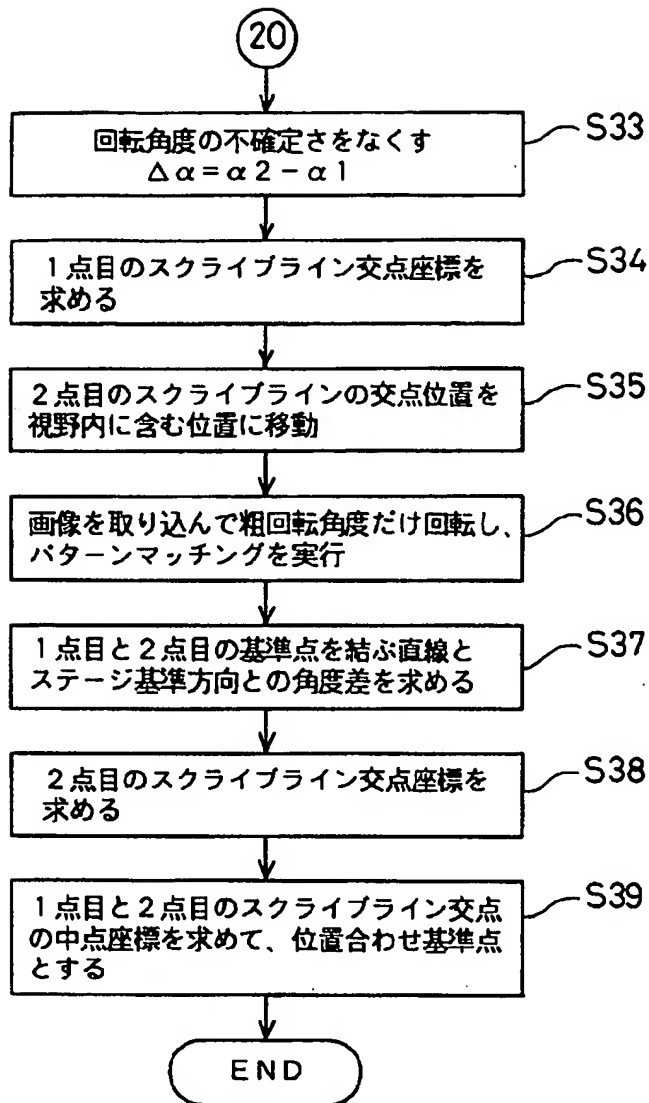 20
回転角度の不確定さをなくす
△α=α2-α1
S33
1点目のスクライブライン交点座標を
求める
S34
2点目のスクライブラインの交点位置を
視野内に含む位置に移動
S35
画像を取り込んで粗回転角度だけ回転し、
パターンマッチングを実行
S36
1点目と2点目の基準点を結ぶ直線と
ステージ基準方向との角度差を求める
S37
2点目のスクライブライン交点座標を
求める
S38
1点目と2点目のスクライブライン交点
の中点座標を求めて、位置合わせ基準点
とする
S39
END